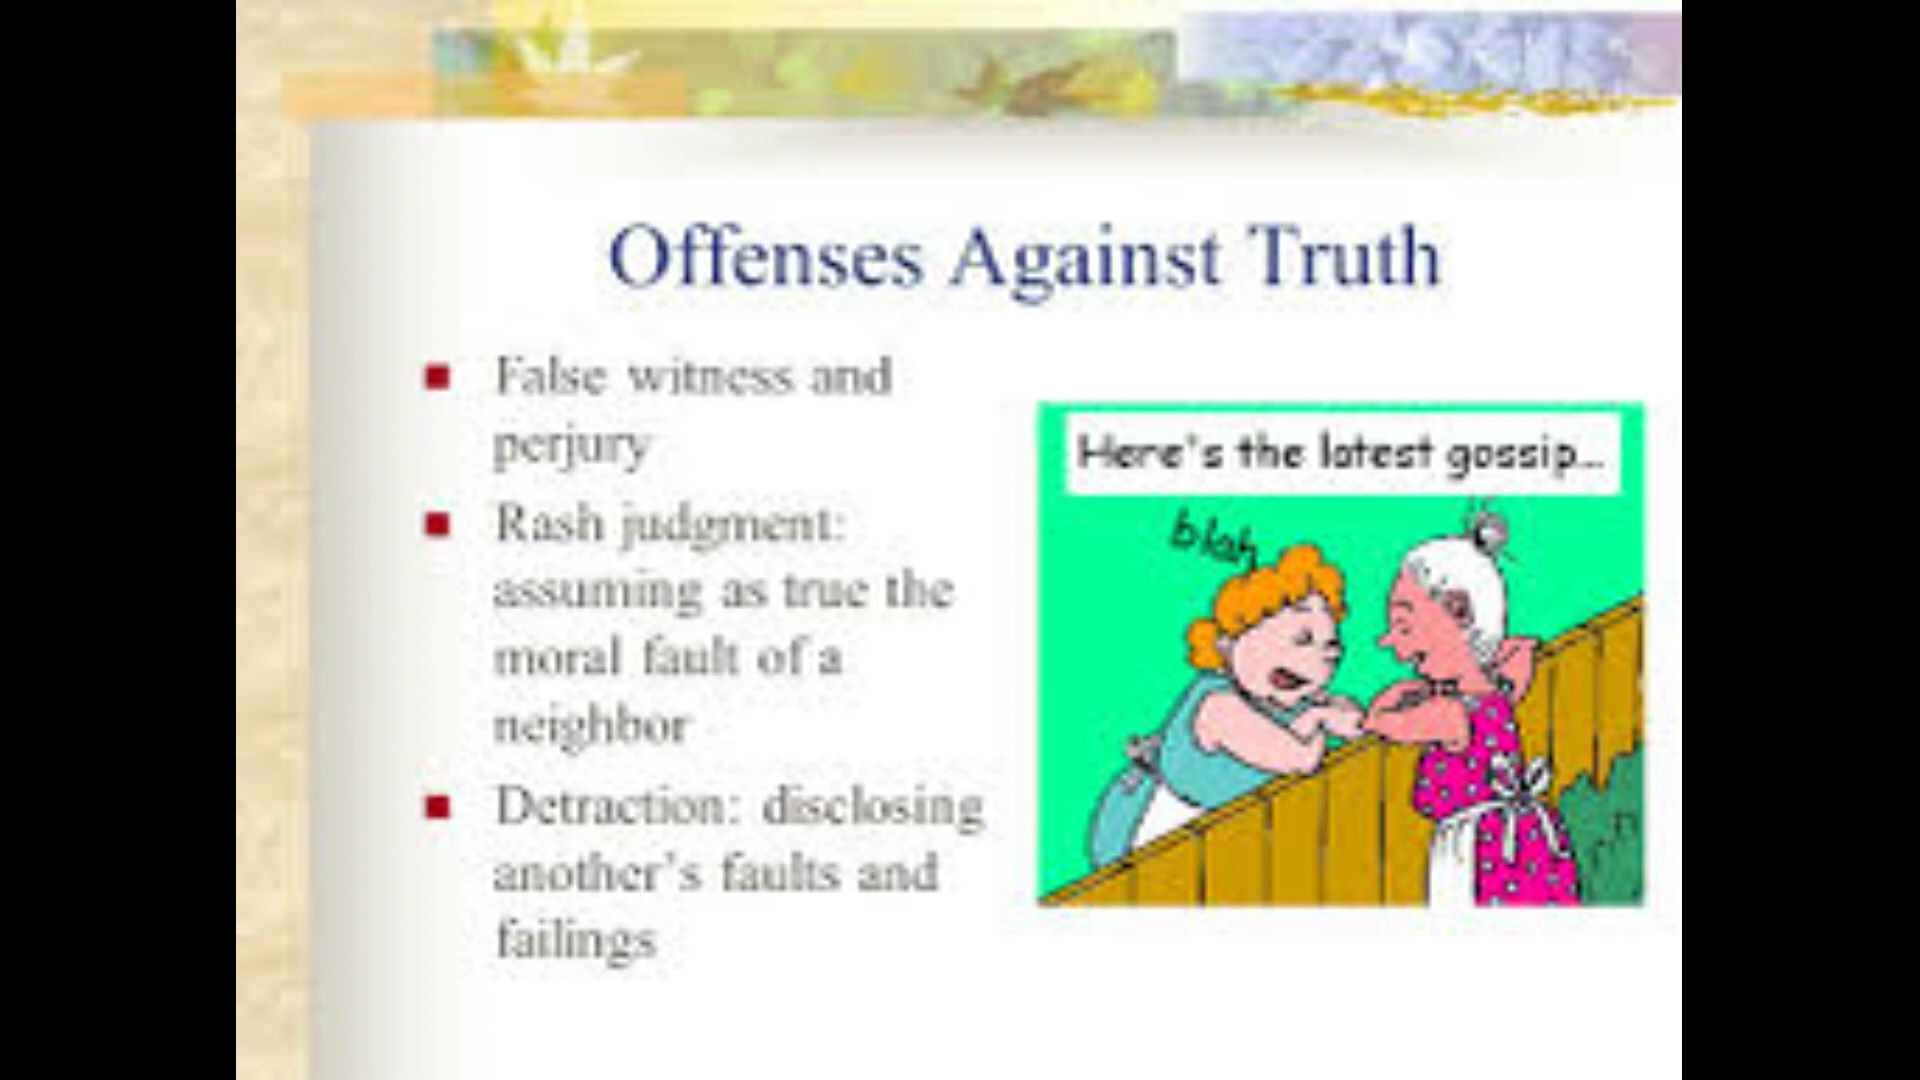 Offenses Against Truth
False witness and
perjury
Rash judgment:
assuming as true the
moral fault of a
neighbor
Detraction: disclosing
another's faults and
failings
Here's the latest gossip...
blah